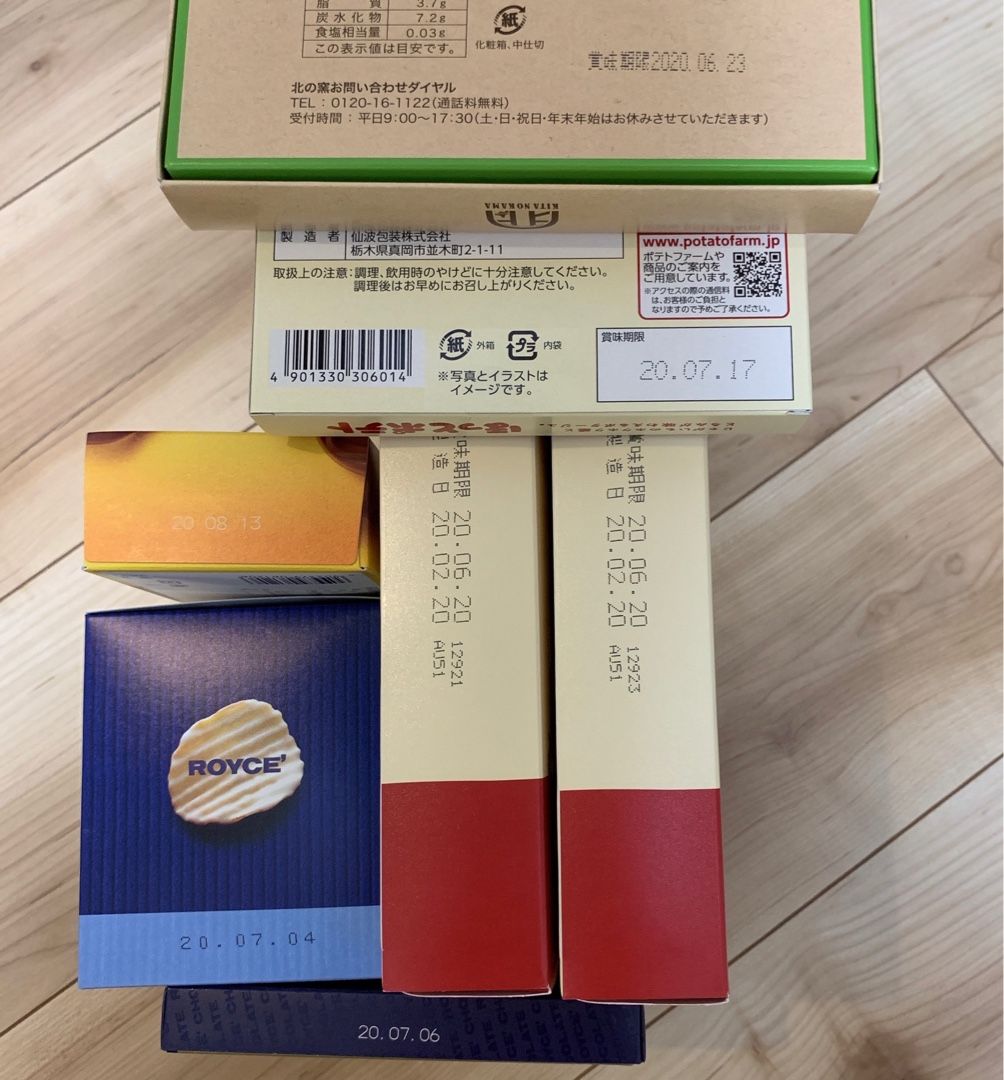 脂質 3.7g
炭水化物 7.2g
食塩相当量 0.03g
この表示値は目安です。
紙
化粧箱、中仕切
賞味期限2020.06.23
北の窯お問い合わせダイヤル
TEL：0120-16-1122（通話料無料）
受付時間：平日9:00〜17:30（土・日・祝日・年末年始はお休みさせていただきます）
KITANOKAMA
製造者 仙波包装株式会社
栃木県真岡市並木町2-1-11
取扱上の注意：調理、飲用時のやけどに十分注意してください。
調理後はお早めにお召し上がりください。
www.potatofarm.jp
ポテトファームや
商品のご案内を
ご用意しています。
※アクセスの際の通信料
は、お客様のご負担と
なりますので予めご了承ください。
4 901330 306014
紙 外箱 プラ 内袋
※写真とイラストは
イメージです。
賞味期限
20.07.17
ほっとポテト
20 08 13
味期限 20.06.20 12921
造日 20.02.20 AU51
賞味期限 20.06.20 12923
造日 20.02.20 AU51
ROYCE'
20.07.04
20.07.06